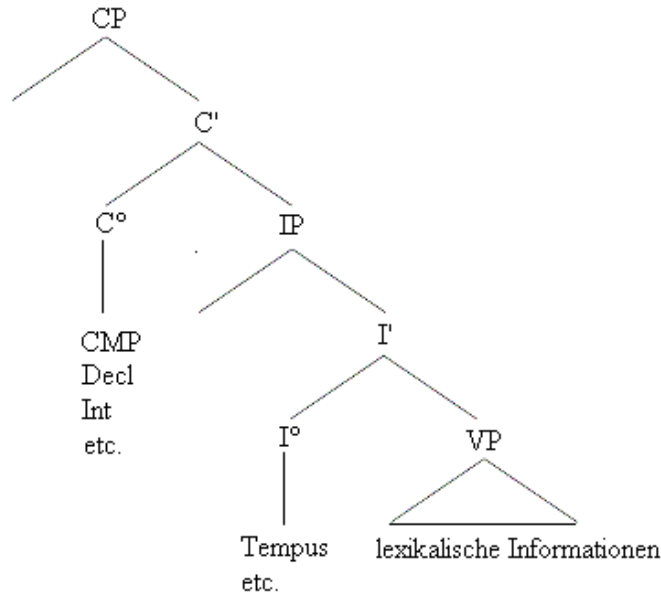 CP
C'
C°
IP
CMP
Decl
Int
etc.
I'
I°
VP
Tempus
etc.
lexikalische Informationen